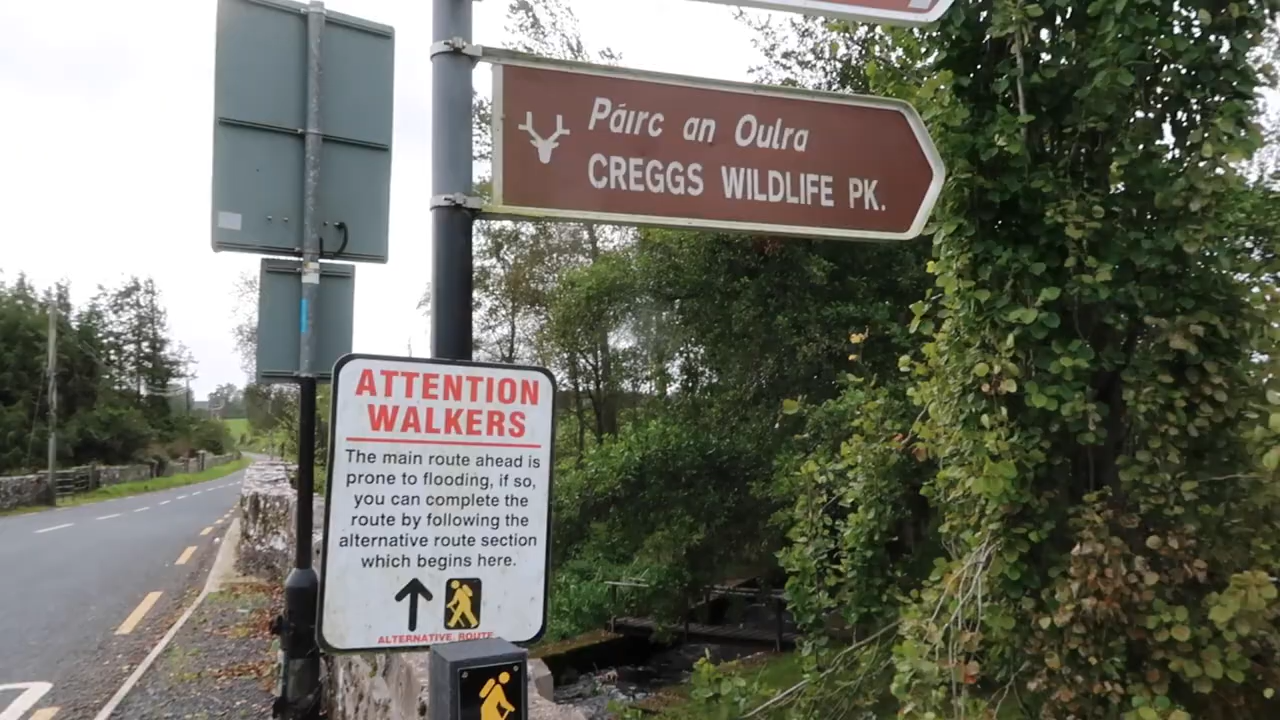 Páirc an Oulra
CREGGS WILDLIFE PK.
ATTENTION
WALKERS
The main route ahead is
prone to flooding, if so,
you can complete the
route by following the
alternative route section
which begins here.
ALTERNATIVE ROUTE